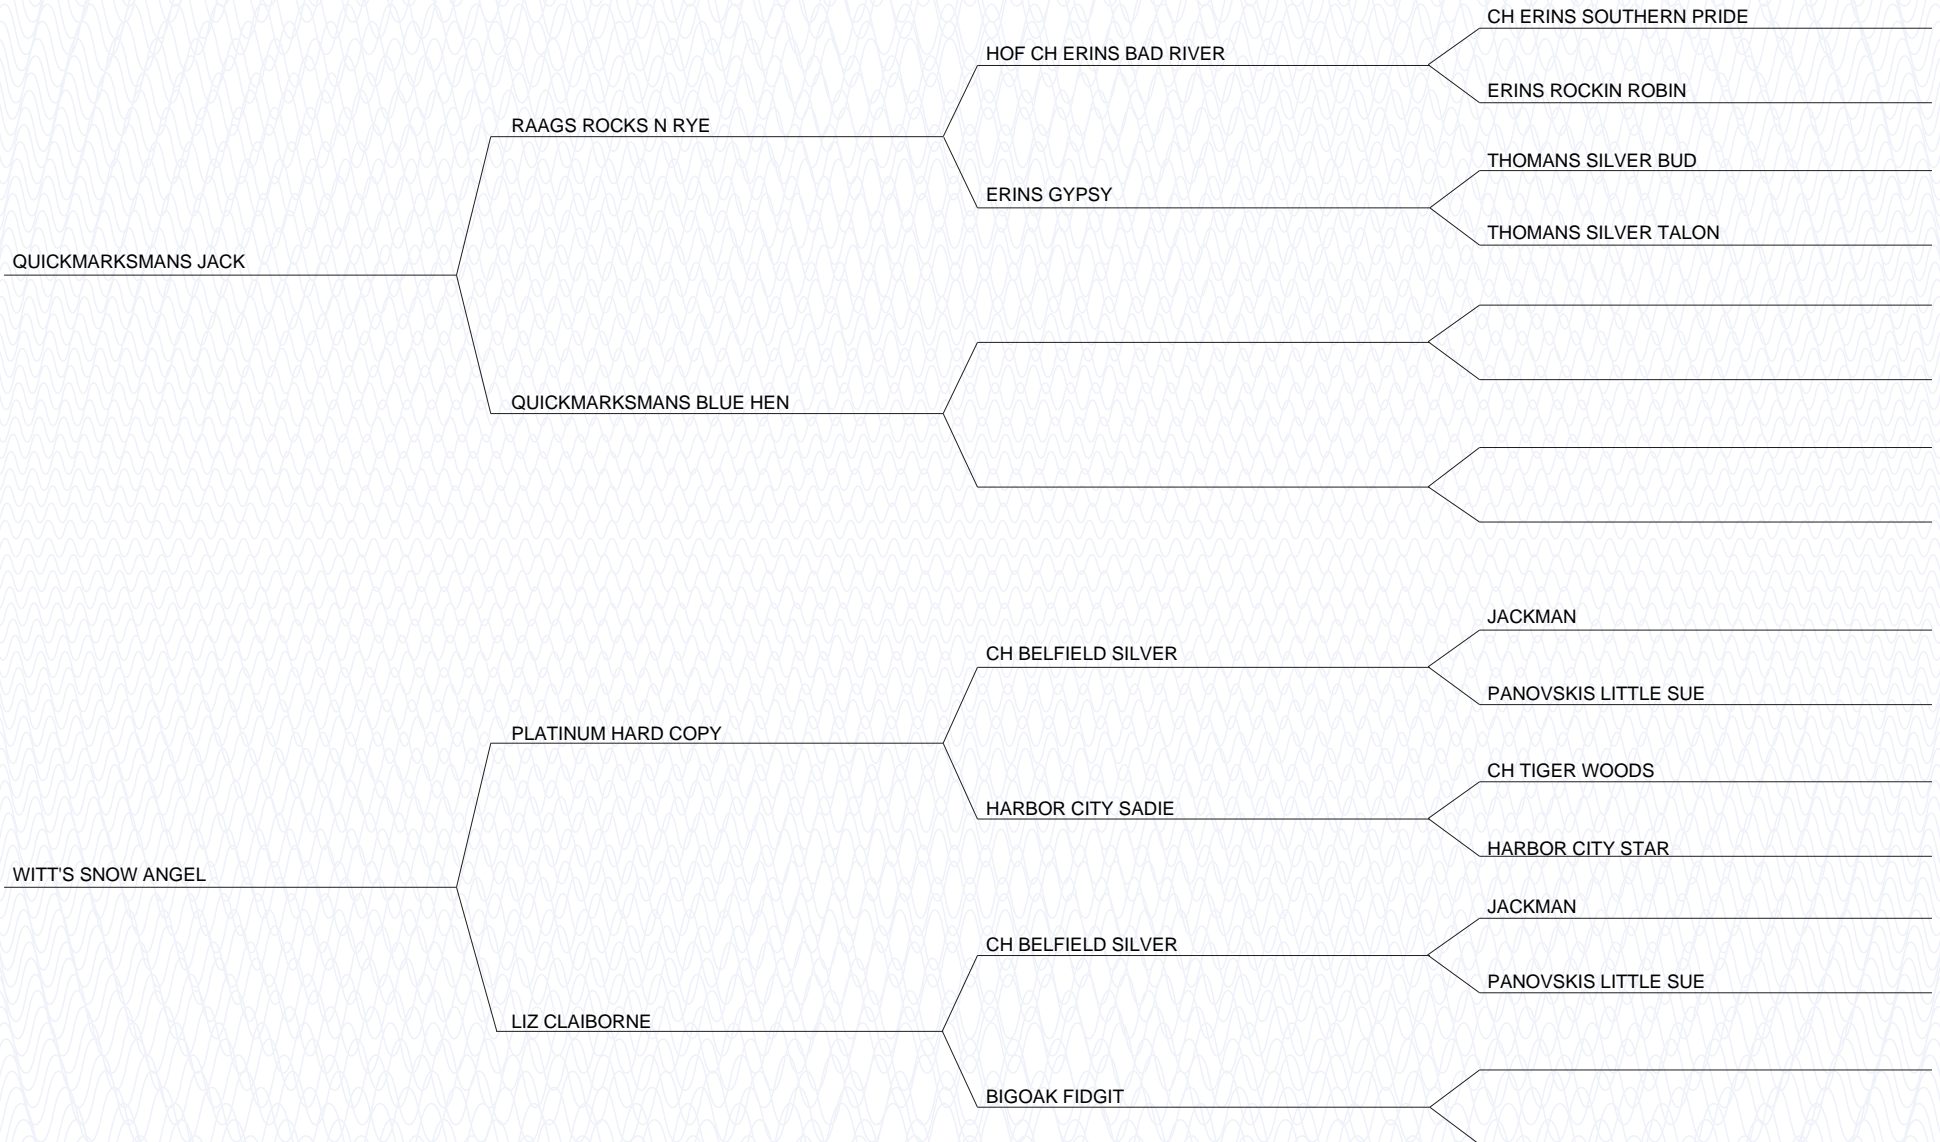 CH ERINS SOUTHERN PRIDE
HOF CH ERINS BAD RIVER
ERINS ROCKIN ROBIN
RAAGS ROCKS N RYE
THOMANS SILVER BUD
ERINS GYPSY
THOMANS SILVER TALON
QUICKMARKSMANS JACK
QUICKMARKSMANS BLUE HEN
JACKMAN
CH BELFIELD SILVER
PANOVSKIS LITTLE SUE
PLATINUM HARD COPY
CH TIGER WOODS
HARBOR CITY SADIE
HARBOR CITY STAR
WITT'S SNOW ANGEL
JACKMAN
CH BELFIELD SILVER
PANOVSKIS LITTLE SUE
LIZ CLAIBORNE
BIGOAK FIDGIT